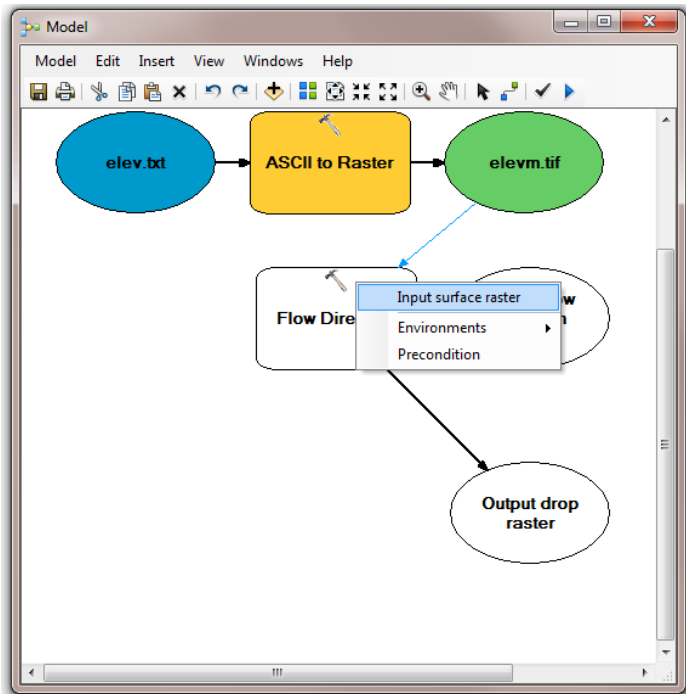 Model
Model Edit Insert View Windows Help
elev.txt
ASCII to Raster
elevm.tif
Input surface raster
Flow Dire
Environments
Precondition
Output drop
raster